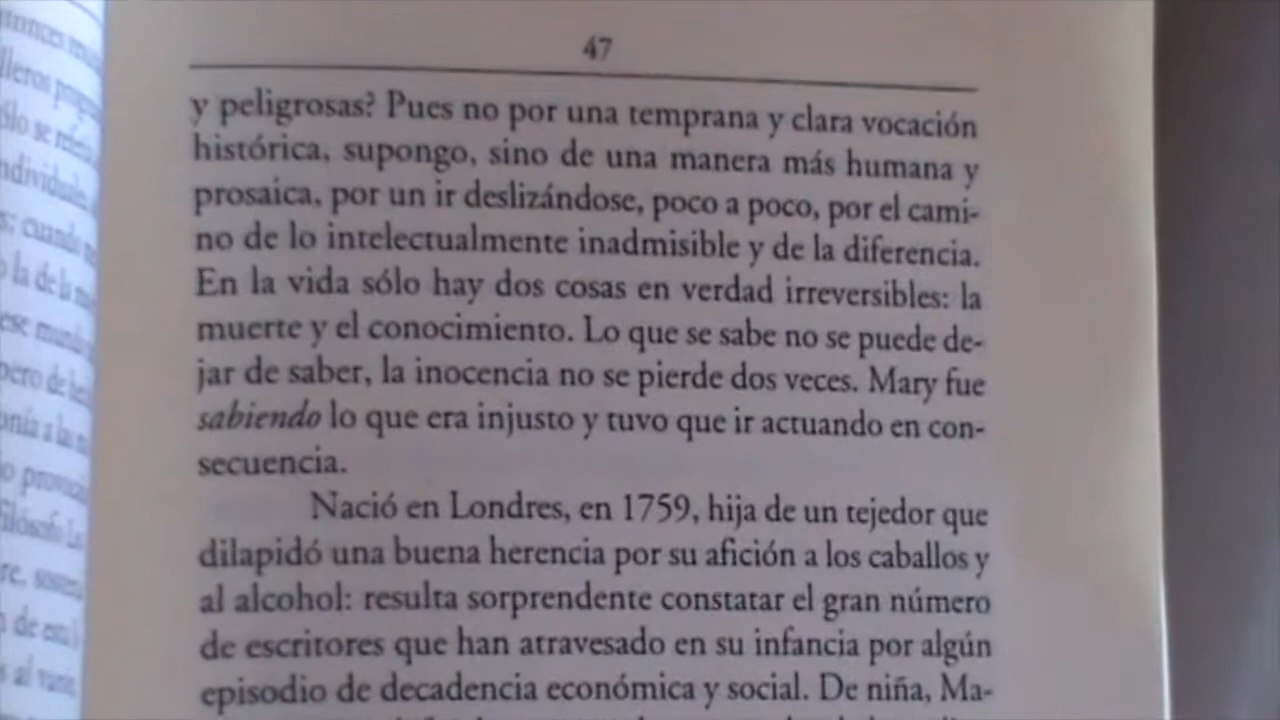 47
y peligrosas? Pues no por una temprana y clara vocación
histórica, supongo, sino de una manera más humana y
prosaica, por un ir deslizándose, poco a poco, por el cami-
no de lo intelectualmente inadmisible y de la diferencia.
En la vida sólo hay dos cosas en verdad irreversibles: la
muerte y el conocimiento. Lo que se sabe no se puede de-
jar de saber, la inocencia no se pierde dos veces. Mary fue
sabiendo lo que era injusto y tuvo que ir actuando en con-
secuencia.
Nació en Londres, en 1759, hija de un tejedor que
dilapidó una buena herencia por su afición a los caballos y
al alcohol: resulta sorprendente constatar el gran número
de escritores que han atravesado en su infancia por algún
episodio de decadencia económica y social. De niña, Ma-